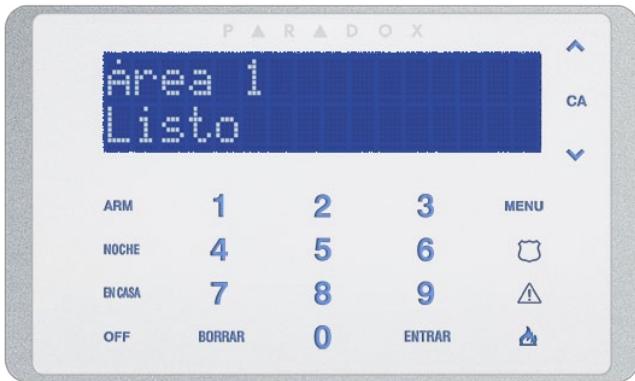 PARADOX
Área 1
Listo
CA
ARM 1 2 3 MENU
NOCHE 4 5 6
EN CASA 7 8 9
OFF BORRAR 0 ENTRAR